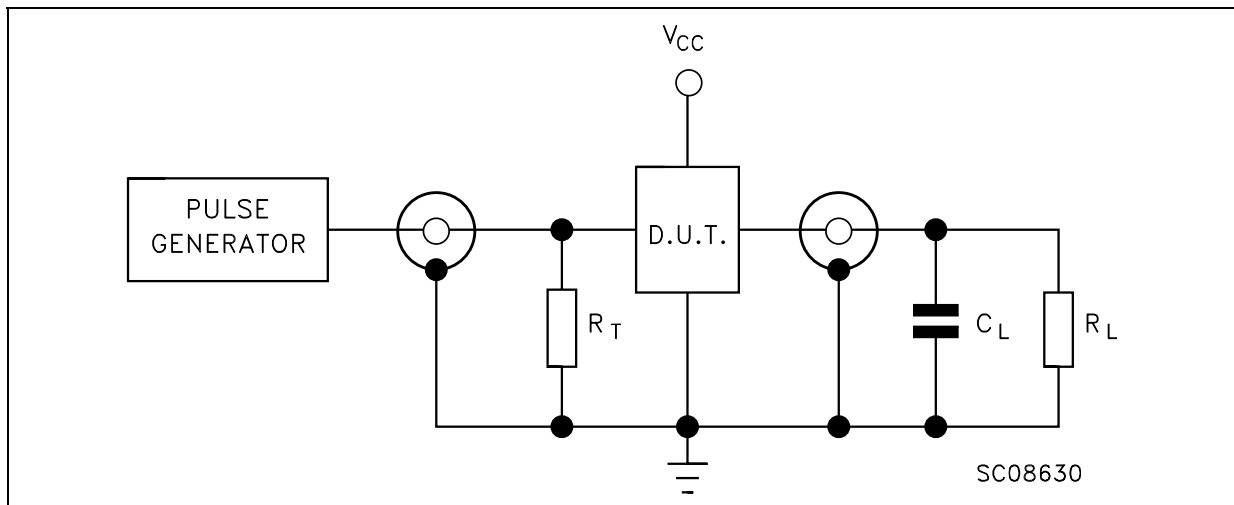 VCC
PULSE
GENERATOR
D.U.T.
RT
CL
RL
SC08630